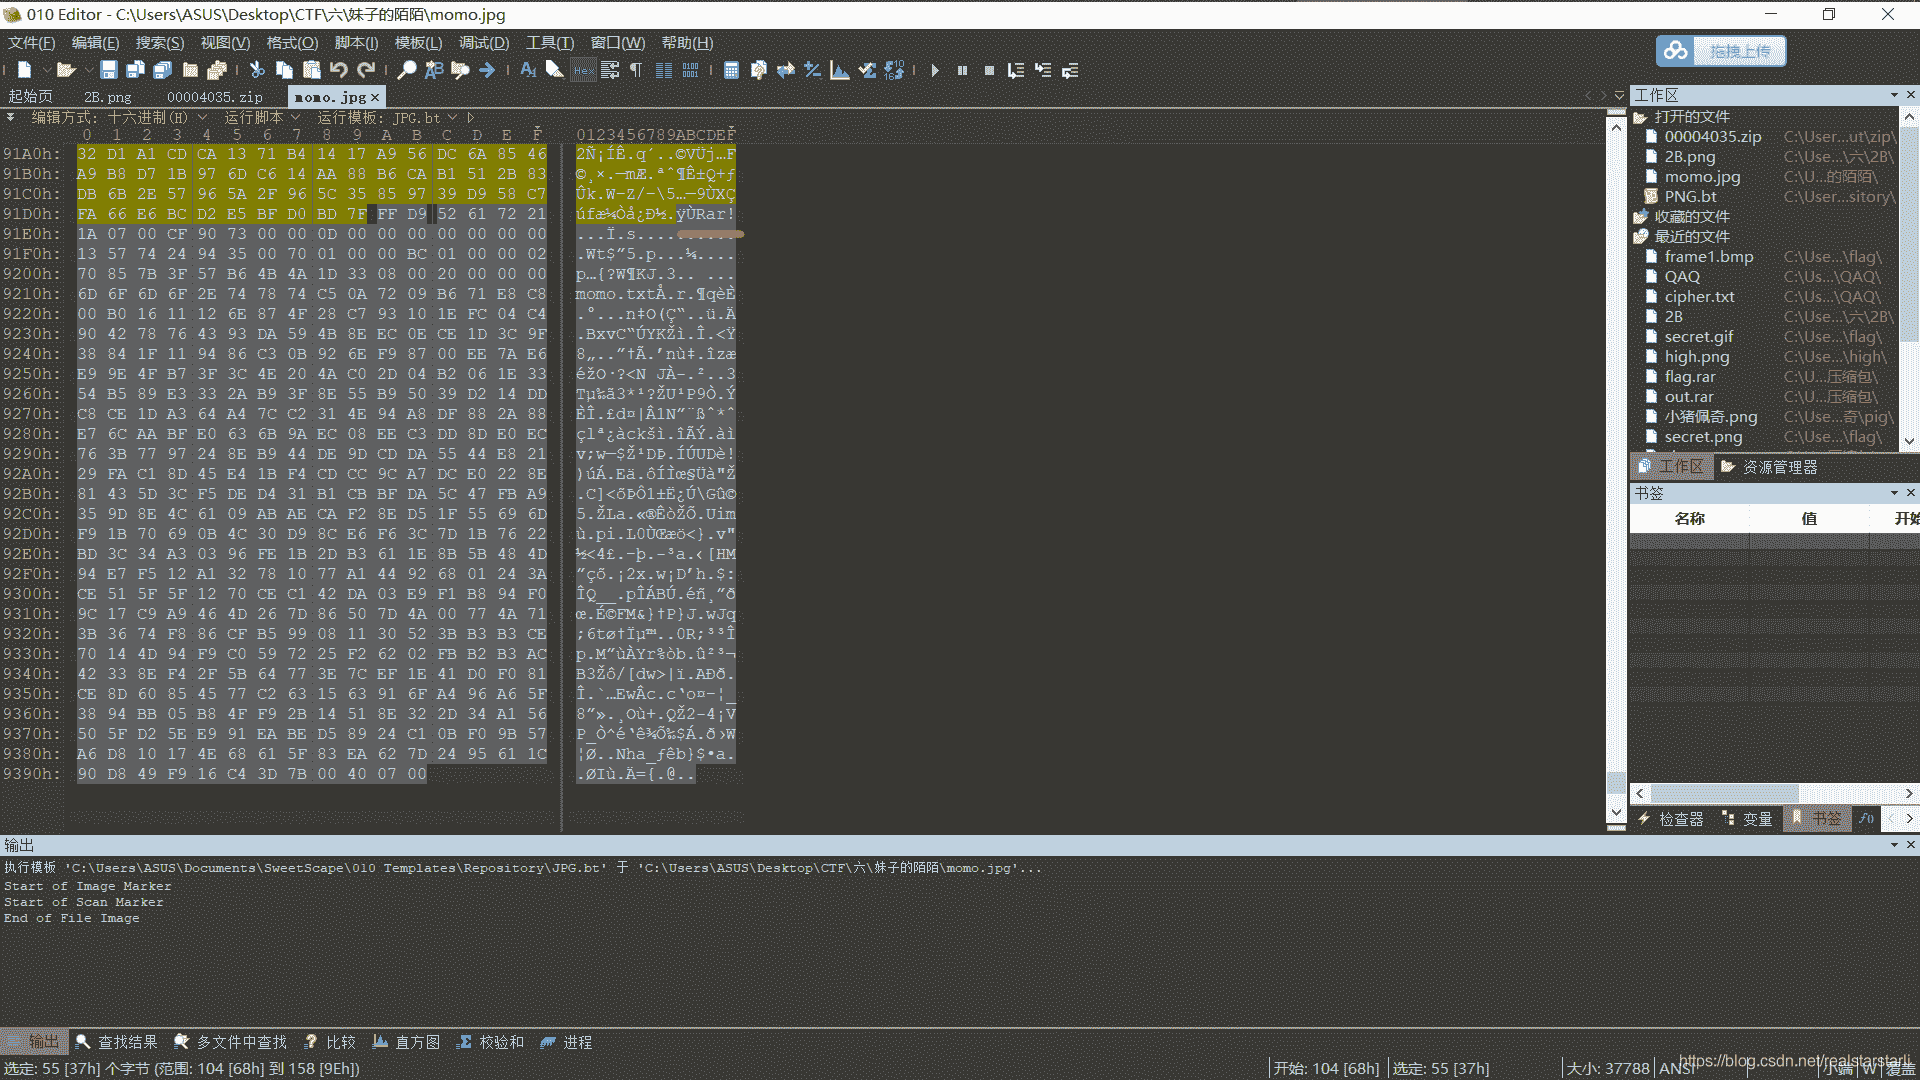 010 Editor - C:\Users\ASUS\Desktop\CTF\六\妹子的陌陌\momo.jpg
文件(F) 编辑(E) 搜索(S) 视图(V) 格式(O) 脚本(I) 模板(L) 调试(D) 工具(T) 窗口(W) 帮助(H)
拖拽上传
起始页 2B.png 00004035.zip momo.jpg
编辑方式: 十六进制(H) 运行脚本 运行模板: JPG.bt
0 1 2 3 4 5 6 7 8 9 A B C D E F 0123456789ABCDEF
91A0h: 32 D1 A1 CD CA 13 71 B4 14 17 A9 56 DC 6A 85 46 2Ñ¡ÍÊ.q´..©VÜj…F
91B0h: A9 B8 D7 1B 97 6D C6 14 AA 88 B6 CA B1 51 2B 83 ©¸×.—mÆ.ªˆ¶Ê±Q+ƒ
91C0h: DB 6B 2E 57 96 5A 2F 96 5C 35 85 97 39 D9 58 C7 Ûk.W–Z/–\5…—9ÙXÇ
91D0h: FA 66 E6 BC D2 E5 BF D0 BD 7F FF D9 52 61 72 21 úfæ¼Òå¿Ð½.ÿÙRar!
91E0h: 1A 07 00 CF 90 73 00 00 0D 00 00 00 00 00 00 00 ...Ï.s..........
91F0h: 13 57 74 24 94 35 00 70 01 00 00 BC 01 00 00 02 .Wt$”5.p...¼....
9200h: 70 85 7B 3F 57 B6 4B 4A 1D 33 08 00 20 00 00 00 p…{?W¶KJ.3.. ...
9210h: 6D 6F 6D 6F 2E 74 78 74 C5 0A 72 09 B6 71 E8 C8 momo.txtÅ.r.¶qèÈ
9220h: 00 B0 16 11 12 6E 87 4F 28 C7 93 10 1E FC 04 C4 .°...n‡O(Ç“..ü.Ä
9230h: 90 42 78 76 43 93 DA 59 4B 8E EC 0E CE 1D 3C 9F .BxvC“ÚYKŽì.Î.<Ÿ
9240h: 38 84 1F 11 94 86 C3 0B 92 6E F9 87 00 EE 7A E6 8„..”†Ã.’nù‡.îzæ
9250h: E9 9E 4F B7 3F 3C 4E 20 4A C0 2D 04 B2 06 1E 33 éžO·?<N JÀ-.²..3
9260h: 54 B5 89 E3 33 2A B9 3F 8E 55 B9 50 39 D2 14 DD Tµ‰ã3*¹?ŽU¹P9Ò.Ý
9270h: C8 CE 1D A3 64 A4 7C C2 31 4E 94 A8 DF 88 2A 88 ÈÎ.£d¤|Â1N”¨ßˆ*ˆ
9280h: E7 6C AA BF E0 63 6B 9A EC 08 EE C3 DD 8D E0 EC çlª¿àckšì.îÃÝ.àì
9290h: 76 3B 77 97 24 8E B9 44 DE 9D CD DA 55 44 E8 21 v;w—$Ž¹DÞ.ÍÚUDè!
92A0h: 29 FA C1 8D 45 E4 1B F4 CD CC 9C A7 DC E0 22 8E )úÁ.Eä.ôÍÌœ§Üà"Ž
92B0h: 81 43 5D 3C F5 DE D4 31 B1 CB BF DA 5C 47 FB A9 .C]<õÞÔ1±Ë¿Ú\Gû©
92C0h: 35 9D 8E 4C 61 09 AB AE CA F2 8E D5 1F 55 69 6D 5.ŽLa.«®ÊòŽÕ.Uim
92D0h: F9 1B 70 69 0B 4C 30 D9 8C E6 F6 3C 7D 1B 76 22 ù.pi.L0ÙŒæö<}.v"
92E0h: BD 3C 34 A3 03 96 FE 1B 2D B3 61 1E 8B 5B 48 4D ½<4£.–þ.-³a.‹[HM
92F0h: 94 E7 F5 12 A1 32 78 10 77 A1 44 92 68 01 24 3A ”çõ.¡2x.w¡D’h.$:
9300h: CE 51 5F 5F 12 70 CE C1 42 DA 03 E9 F1 B8 94 F0 ÎQ__.pÎÁBÚ.éñ¸”ð
9310h: 9C 17 C9 A9 46 4D 26 7D 86 50 7D 4A 00 77 4A 71 œ.É©FM&}†P}J.wJq
9320h: 3B 36 74 F8 86 CF B5 99 08 11 30 52 3B B3 B3 CE ;6tø†Ïµ™..0R;³³Î
9330h: 70 14 4D 94 F9 C0 59 72 25 F2 62 02 FB B2 B3 AC p.M”ùÀYr%òb.û²³¬
9340h: 42 33 8E F4 2F 5B 64 77 3E 7C EF 1E 41 D0 F0 81 B3Žô/[dw>|ï.AÐð.
9350h: CE 8D 60 85 45 77 C2 63 15 63 91 6F A4 96 A6 5F Î.`…EwÂc.c‘o¤–¦_
9360h: 38 94 BB 05 B8 4F F9 2B 14 51 8E 32 2D 34 A1 56 8”».¸Où+.QŽ2-4¡V
9370h: 50 5F D2 5E E9 91 EA BE D5 89 24 C1 0B F0 9B 57 P_Ò^é‘ê¾Õ‰$Á.ð›W
9380h: A6 D8 10 17 4E 68 61 5F 83 EA 62 7D 24 95 61 1C ¦Ø..Nha_ƒêb}$•a.
9390h: 90 D8 49 F9 16 C4 3D 7B 00 40 07 00 .ØIù.Ä={.@..
工作区
打开的文件
00004035.zip C:\User...ut\zip\
2B.png C:\Use...\六\2B\
momo.jpg C:\U...的陌陌\
PNG.bt C:\Use...sitory\
收藏的文件
最近的文件
frame1.bmp C:\Use...\flag\
QAQ C:\Us...\QAQ\
cipher.txt C:\Us...\QAQ\
2B C:\Use...\六\2B\
secret.gif C:\Use...\flag\
high.png C:\Use...\high\
flag.rar C:\U...压缩包\
out.rar C:\U...压缩包\
小猪佩奇.png C:\Use...奇\pig\
secret.png C:\Use...\flag\
工作区 资源管理器
书签
名称 值 开始
检查器 变量 书签 f()
输出
执行模板 'C:\Users\ASUS\Documents\SweetScape\010 Templates\Repository\JPG.bt' 于 'C:\Users\ASUS\Desktop\CTF\六\妹子的陌陌\momo.jpg'...
Start of Image Marker
Start of Scan Marker
End of File Image
输出 查找结果 多文件中查找 比较 直方图 校验和 进程
选定: 55 [37h] 个字节 (范围: 104 [68h] 到 158 [9Eh]) 开始: 104 [68h] 选定: 55 [37h] 大小: 37788 ANSI 小端 W 覆盖
https://blog.csdn.net/realstarstarli